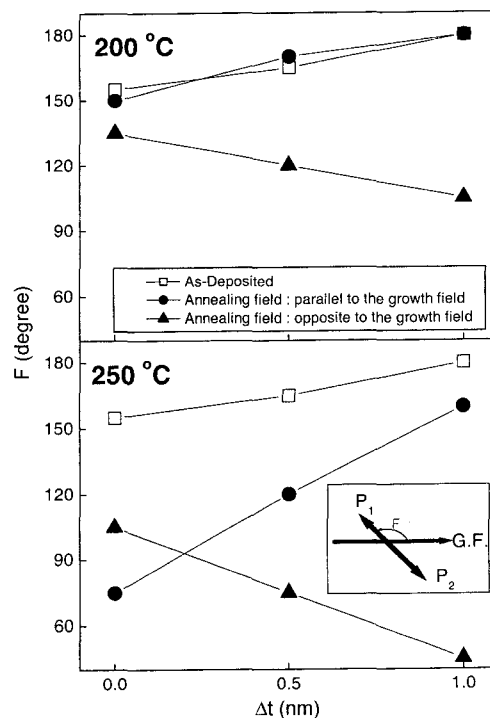 200 °C
180
150
120
90
60
As-Deposited
Annealing field : parallel to the growth field
Annealing field : opposite to the growth field
F (degree)
250 °C
180
150
120
90
60
P1
F
G.F.
P2
0.0
0.5
1.0
Δt (nm)